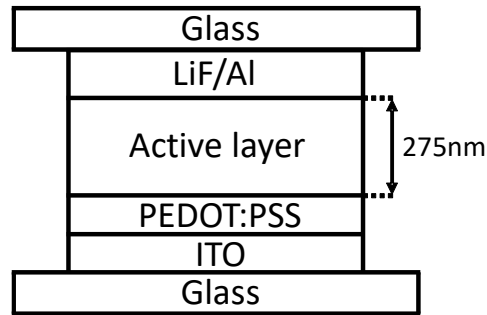 Glass
LiF/Al
Active layer
275nm
PEDOT:PSS
ITO
Glass